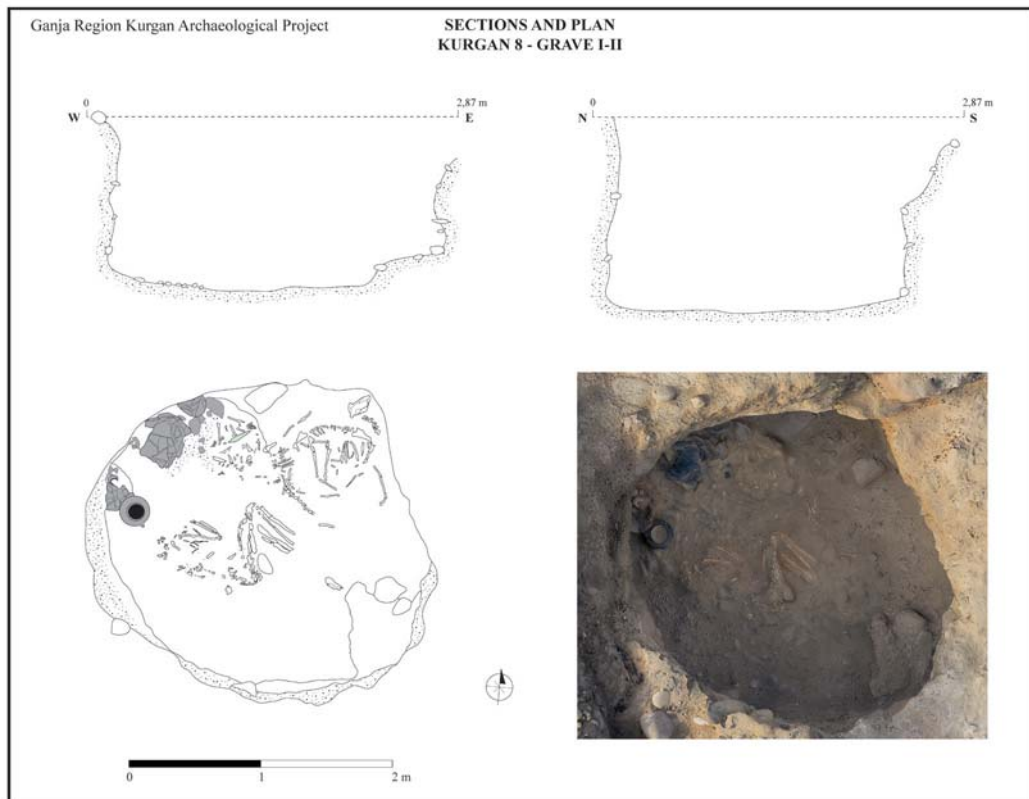 Ganja Region Kurgan Archaeological Project
SECTIONS AND PLAN
KURGAN 8 - GRAVE I-II
0
2,87 m
W
E
0
2,87 m
N
S
0
1
2 m